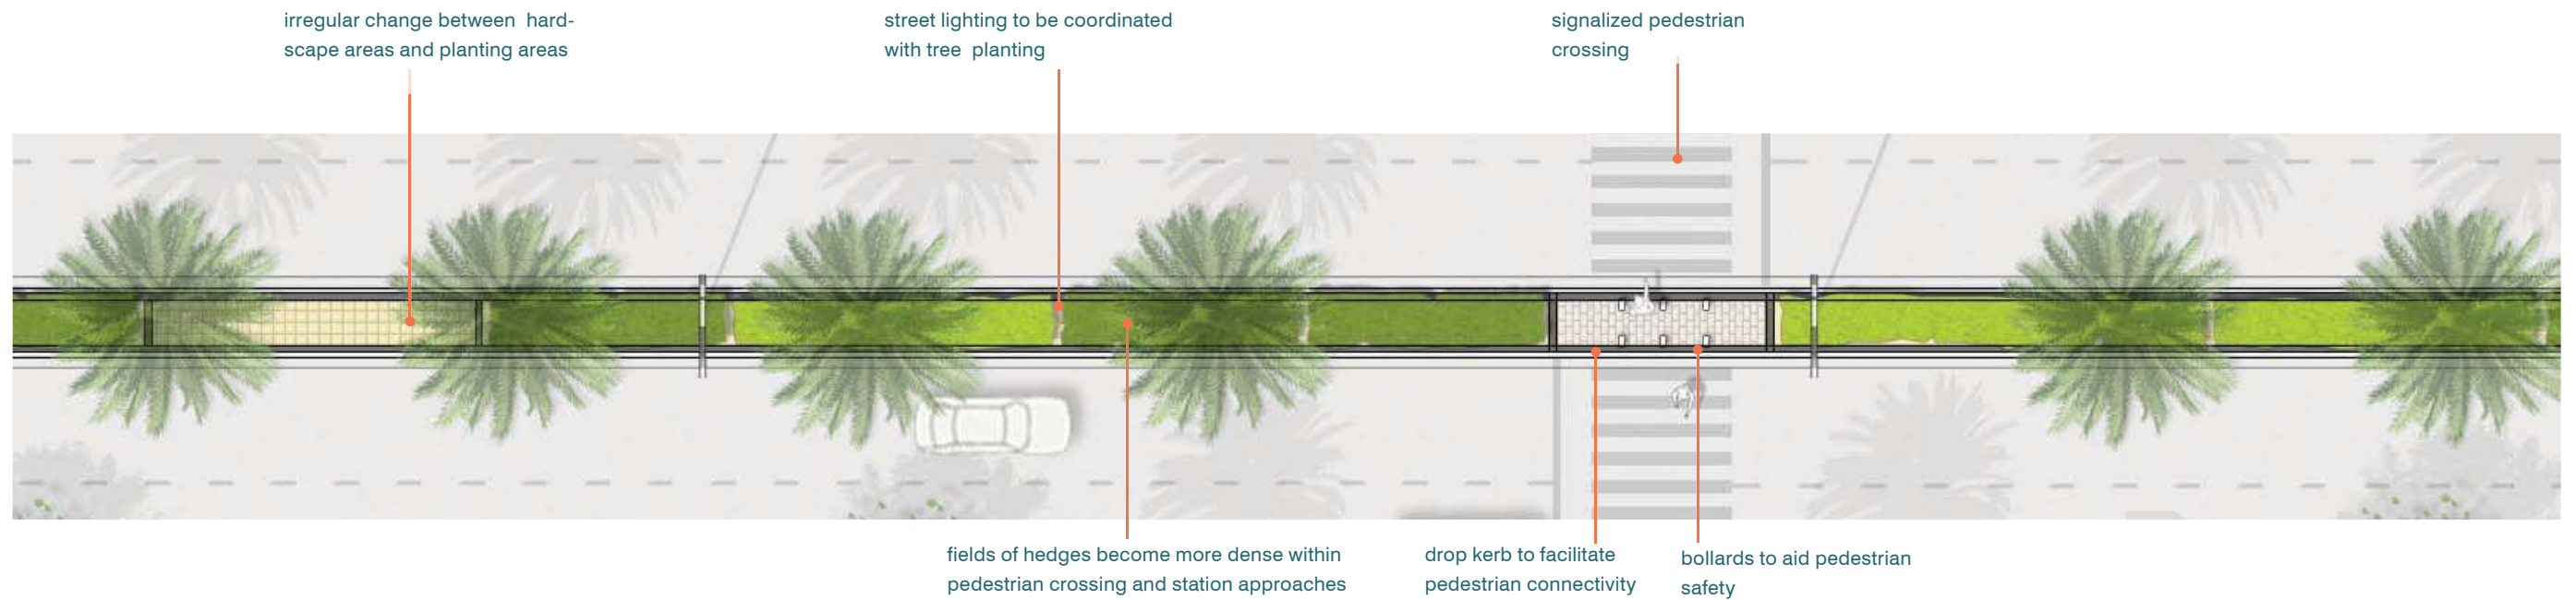 irregular change between hard-
scape areas and planting areas
street lighting to be coordinated
with tree planting
signalized pedestrian
crossing
fields of hedges become more dense within
pedestrian crossing and station approaches
drop kerb to facilitate
pedestrian connectivity
bollards to aid pedestrian
safety